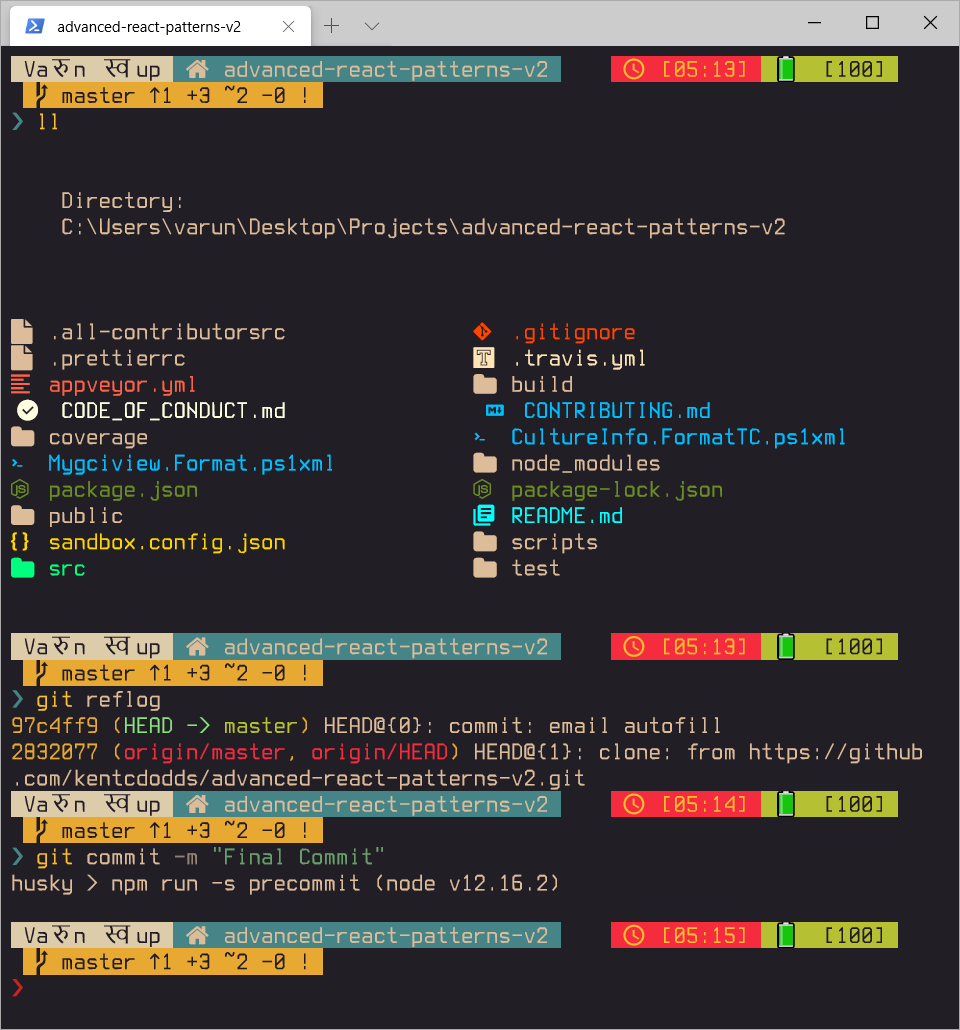 advanced-react-patterns-v2
Vaरुn स्वup advanced-react-patterns-v2 [05:13] [100]
master ↑1 +3 ~2 -0 !
❯ ll
Directory:
C:\Users\varun\Desktop\Projects\advanced-react-patterns-v2
.all-contributorsrc .gitignore
.prettierrc .travis.yml
appveyor.yml build
CODE_OF_CONDUCT.md CONTRIBUTING.md
coverage CultureInfo.FormatTC.ps1xml
Mygciview.Format.ps1xml node_modules
package.json package-lock.json
public README.md
sandbox.config.json scripts
src test
Vaरुn स्वup advanced-react-patterns-v2 [05:13] [100]
master ↑1 +3 ~2 -0 !
❯ git reflog
97c4ff9 (HEAD -> master) HEAD@{0}: commit: email autofill
2832077 (origin/master, origin/HEAD) HEAD@{1}: clone: from https://github
.com/kentcdodds/advanced-react-patterns-v2.git
Vaरुn स्वup advanced-react-patterns-v2 [05:14] [100]
master ↑1 +3 ~2 -0 !
❯ git commit -m "Final Commit"
husky > npm run -s precommit (node v12.16.2)
Vaरुn स्वup advanced-react-patterns-v2 [05:15] [100]
master ↑1 +3 ~2 -0 !
❯